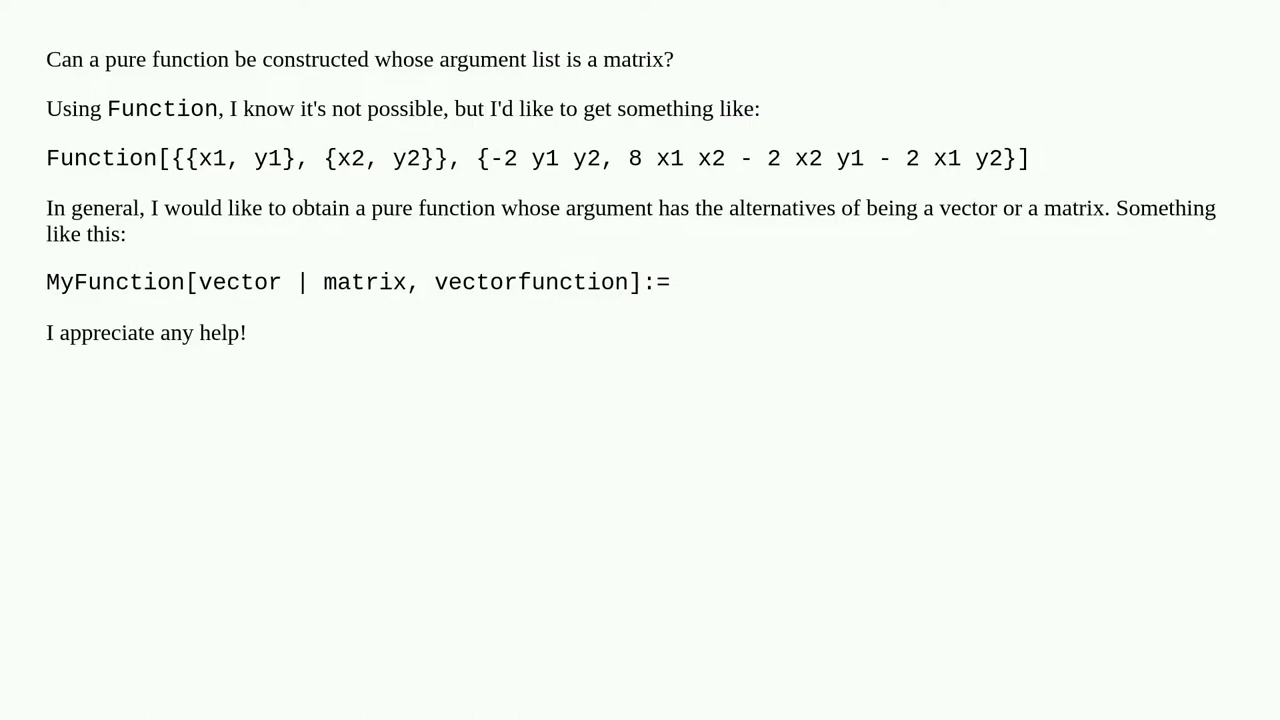 Can a pure function be constructed whose argument list is a matrix?
Using Function, I know it's not possible, but I'd like to get something like:
Function[{{x1, y1}, {x2, y2}}, {-2 y1 y2, 8 x1 x2 - 2 x2 y1 - 2 x1 y2}]
In general, I would like to obtain a pure function whose argument has the alternatives of being a vector or a matrix. Something
like this:
MyFunction[vector | matrix, vectorfunction]:=
I appreciate any help!